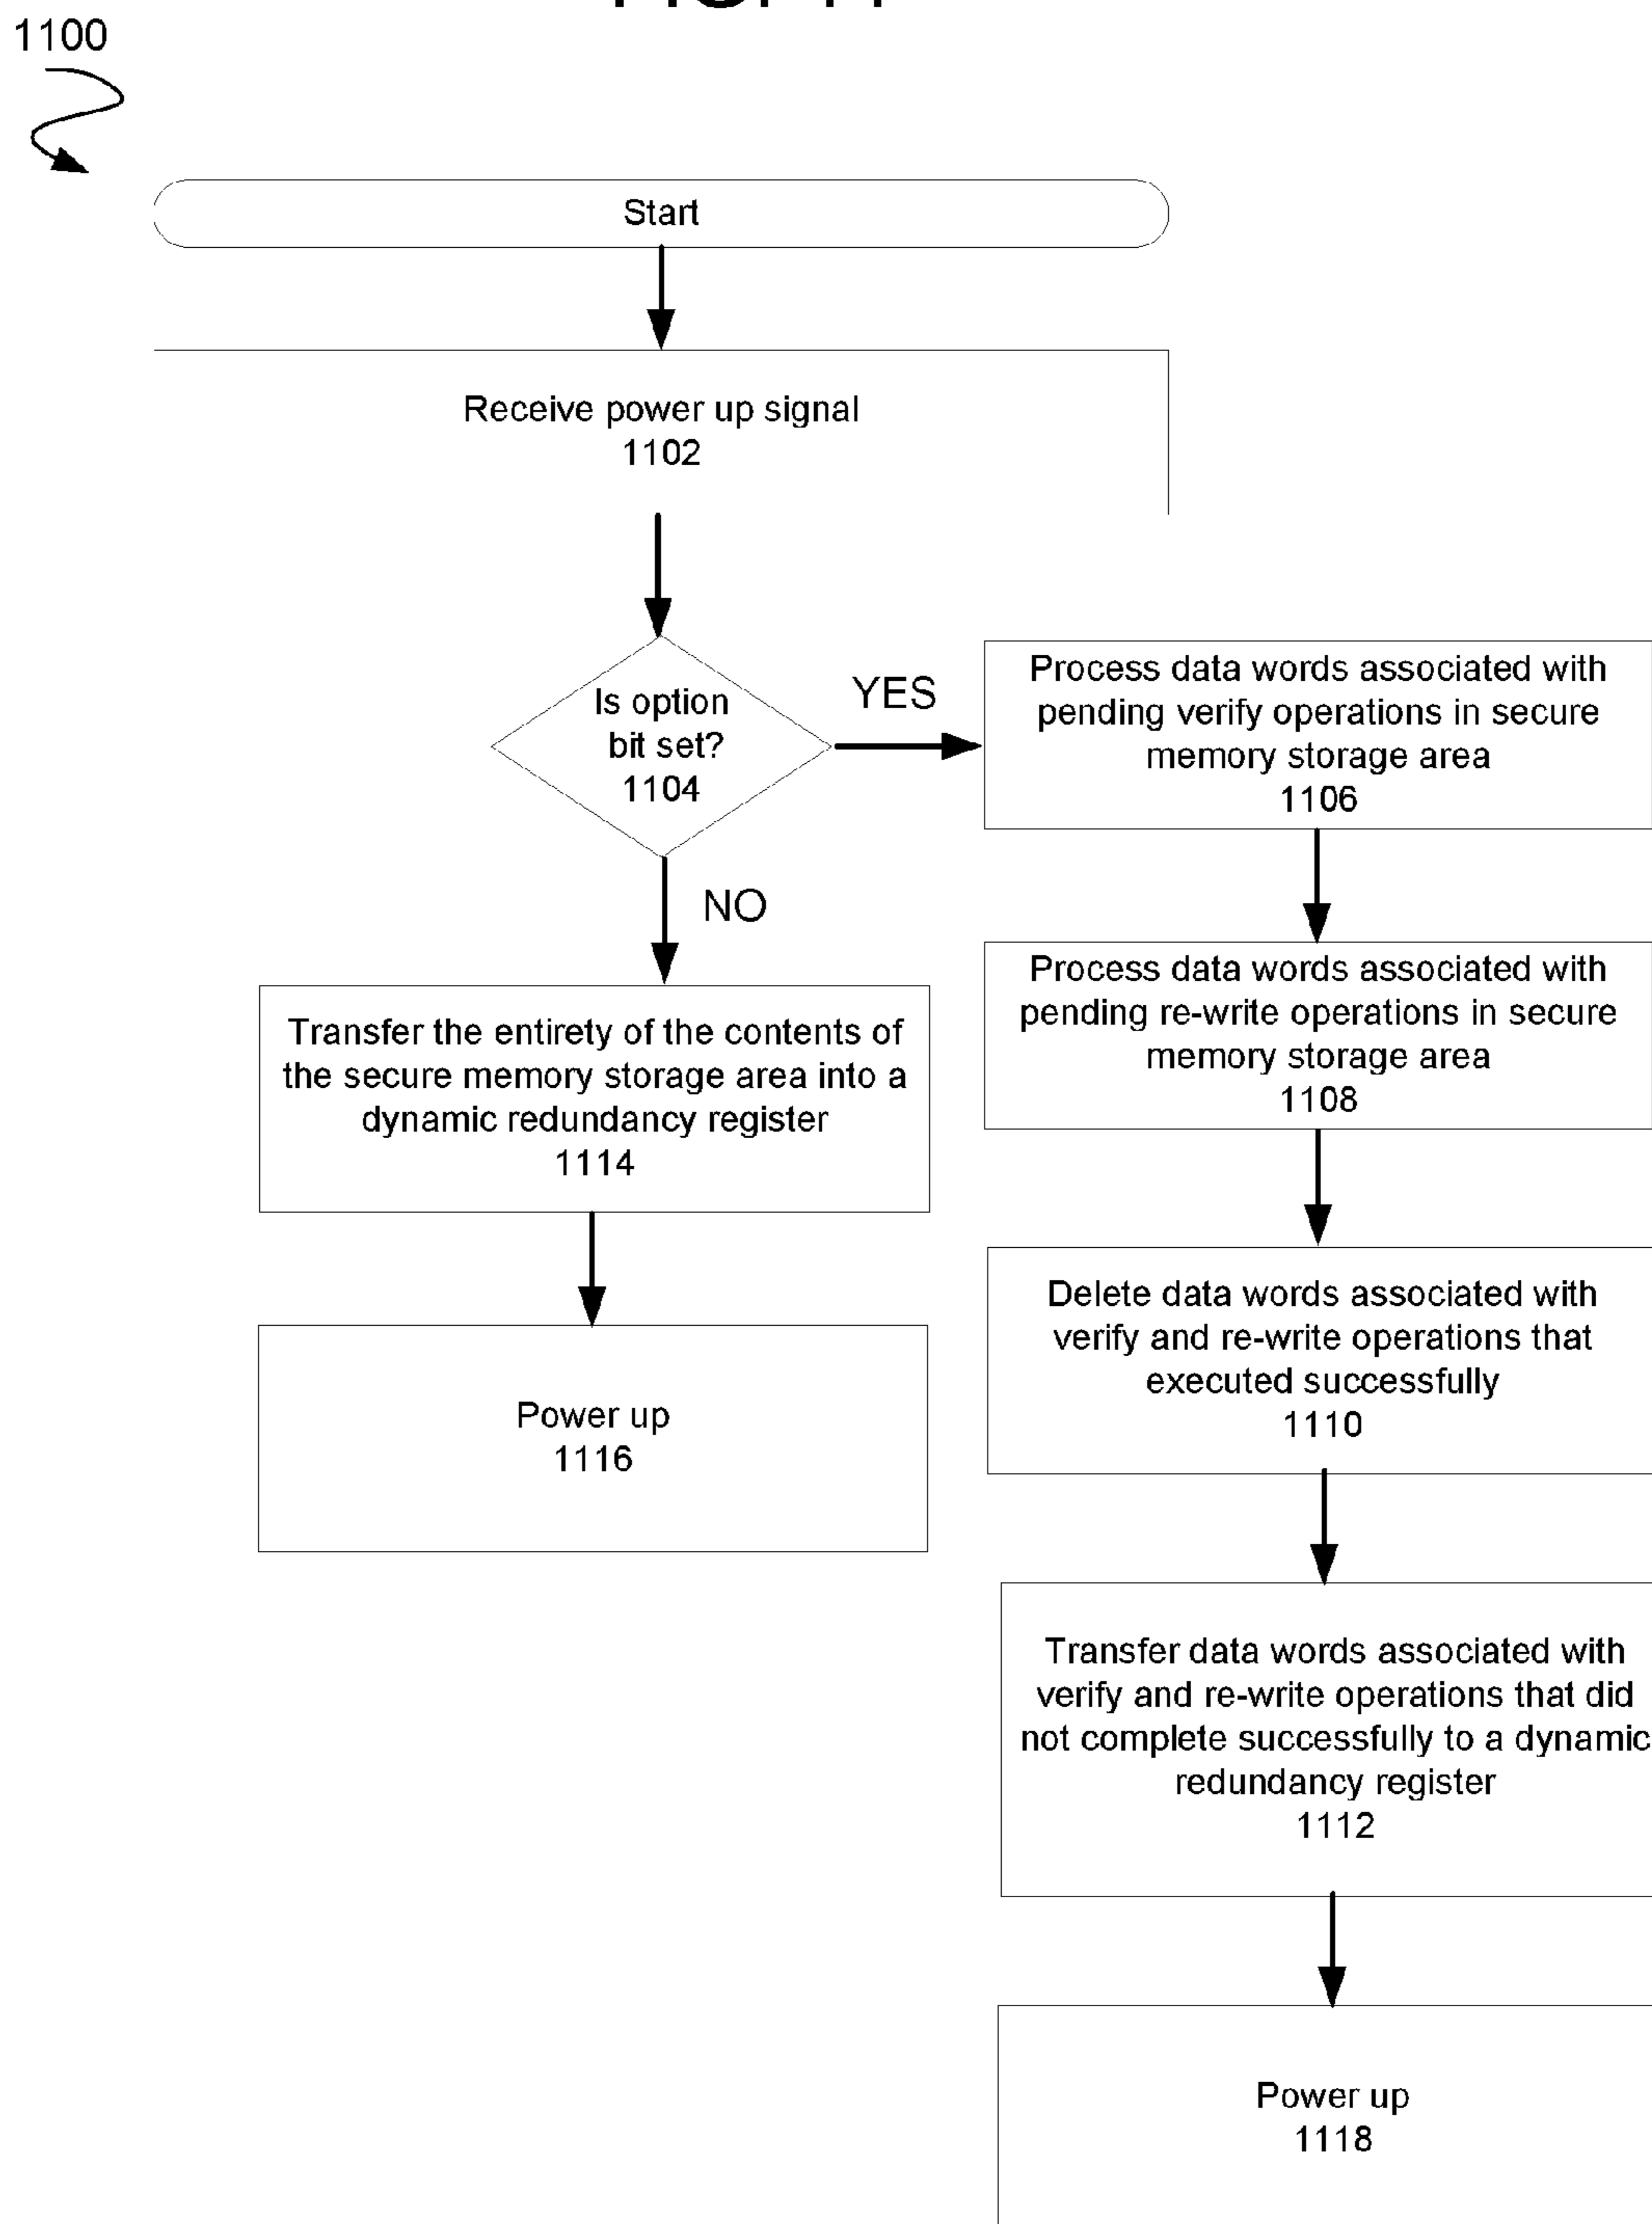 1100
Start
Receive power up signal
1102
Is option
bit set?
1104
YES
Process data words associated with
pending verify operations in secure
memory storage area
1106
NO
Process data words associated with
pending re-write operations in secure
memory storage area
1108
Transfer the entirety of the contents of
the secure memory storage area into a
dynamic redundancy register
1114
Delete data words associated with
verify and re-write operations that
executed successfully
1110
Power up
1116
Transfer data words associated with
verify and re-write operations that did
not complete successfully to a dynamic
redundancy register
1112
Power up
1118